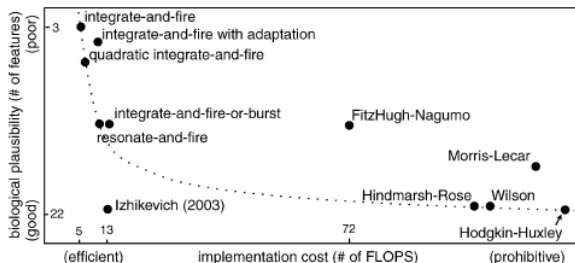 integrate-and-fire
integrate-and-fire with adaptation
quadratic integrate-and-fire
integrate-and-fire-or-burst
resonate-and-fire
FitzHugh-Nagumo
Morris-Lecar
Hindmarsh-Rose
Wilson
Izhikevich (2003)
Hodgkin-Huxley
biological plausibility (# of features)
(good) (poor)
3
22
5 13 72
(efficient) implementation cost (# of FLOPS) (prohibitive)